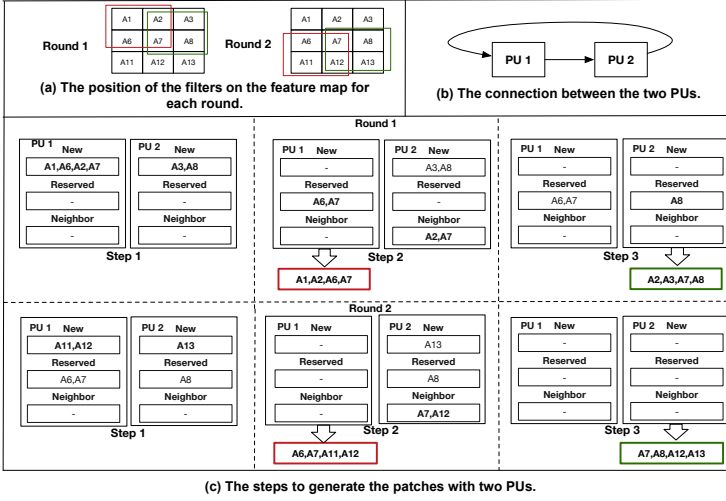 A1 A2 A3
A6 A7 A8
A11 A12 A13
Round 1
A1 A2 A3
A6 A7 A8
A11 A12 A13
Round 2
(a) The position of the filters on the feature map for
each round.
PU 1 PU 2
(b) The connection between the two PUs.
Round 1
PU 1 New
A1,A6,A2,A7
Reserved
-
Neighbor
-
PU 2 New
A3,A8
Reserved
-
Neighbor
-
Step 1
PU 1 New
-
Reserved
A6,A7
Neighbor
-
PU 2 New
A3,A8
Reserved
-
Neighbor
A2,A7
Step 2
A1,A2,A6,A7
PU 1 New
-
Reserved
A6,A7
Neighbor
-
PU 2 New
-
Reserved
A8
Neighbor
-
Step 3
A2,A3,A7,A8
Round 2
PU 1 New
A11,A12
Reserved
A6,A7
Neighbor
-
PU 2 New
A13
Reserved
A8
Neighbor
-
Step 1
PU 1 New
-
Reserved
-
Neighbor
-
PU 2 New
A13
Reserved
A8
Neighbor
A7,A12
Step 2
A6,A7,A11,A12
PU 1 New
-
Reserved
-
Neighbor
-
PU 2 New
-
Reserved
-
Neighbor
-
Step 3
A7,A8,A12,A13
(c) The steps to generate the patches with two PUs.